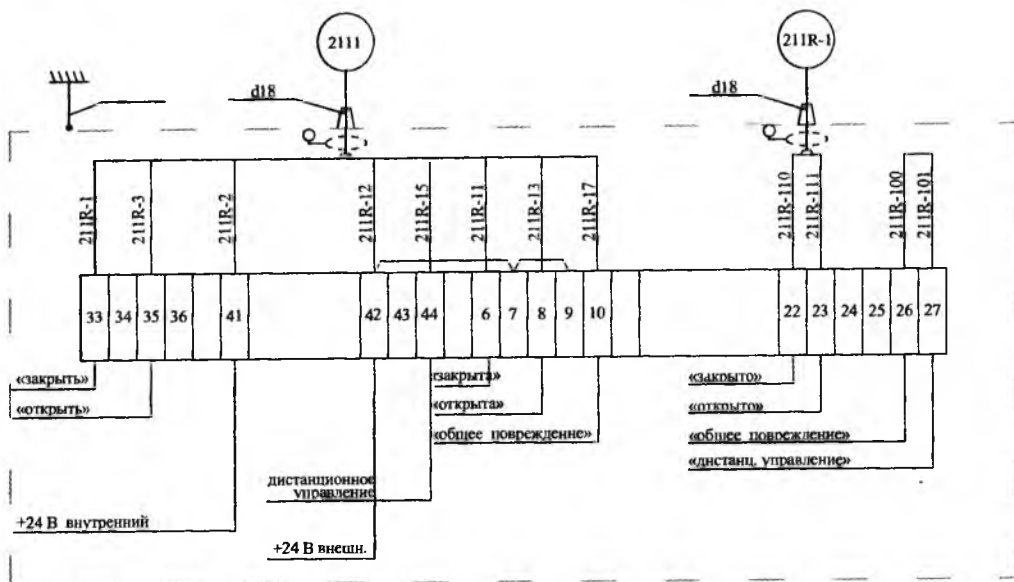 2111
211R-1
d18
d18
211R-1
211R-3
211R-2
211R-12
211R-15
211R-11
211R-13
211R-17
211R-110
211R-111
211R-100
211R-101
33 34 35 36 41 42 43 44 6 7 8 9 10 22 23 24 25 26 27
«закрыть»
«открыть»
«закрыта»
«открыта»
«общее повреждение»
«закрыто»
«открыто»
«общее повреждение»
«дистанц. управление»
дистанционное
управление
+24 В внутренний
+24 В внешн.